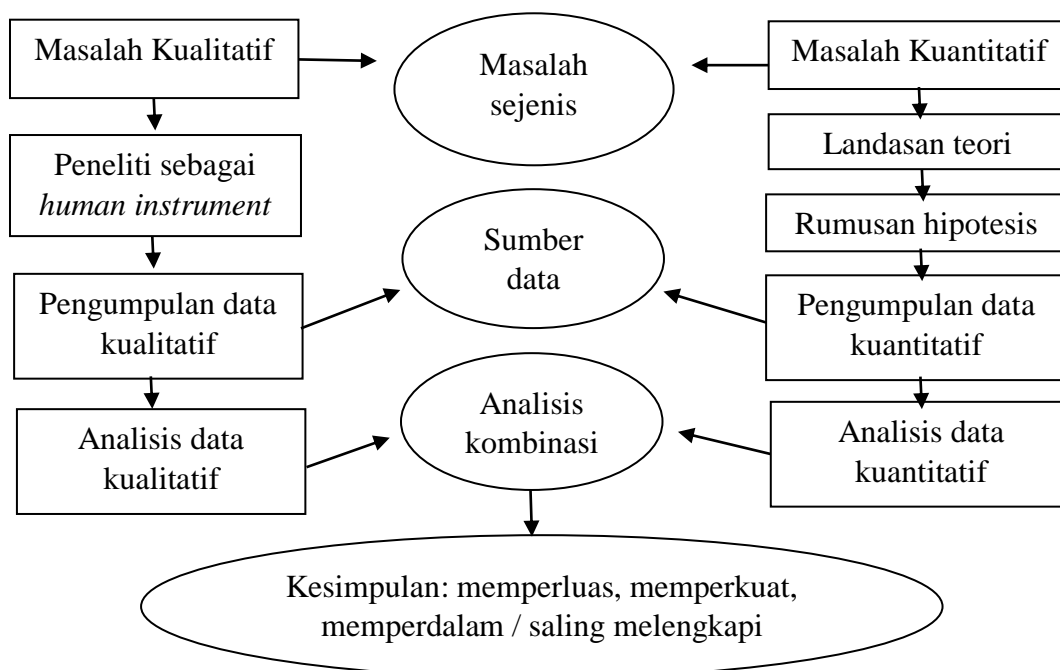 Masalah Kualitatif
Masalah
sejenis
Masalah Kuantitatif
Landasan teori
Peneliti sebagai
human instrument
Rumusan hipotesis
Sumber
data
Pengumpulan data
kualitatif
Pengumpulan data
kuantitatif
Analisis
kombinasi
Analisis data
kualitatif
Analisis data
kuantitatif
Kesimpulan: memperluas, memperkuat,
memperdalam / saling melengkapi